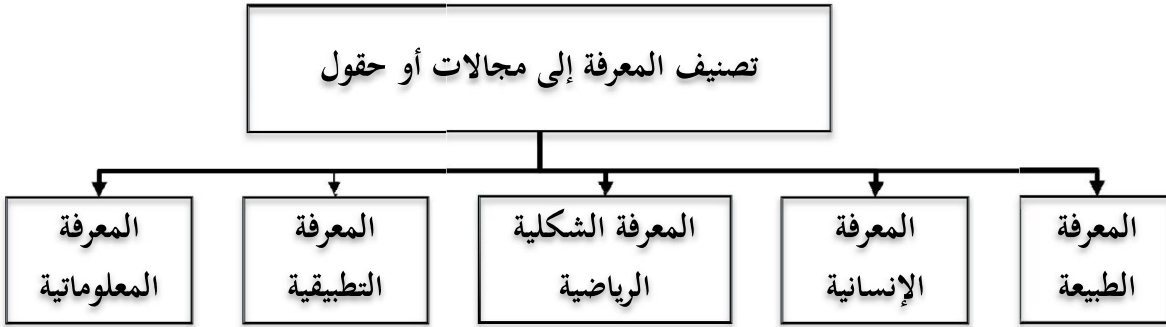 تصنيف المعرفة إلى مجالات أو حقول
المعرفة
الطبيعة
المعرفة
الإنسانية
المعرفة الشكلية
الرياضية
المعرفة
التطبيقية
المعرفة
المعلوماتية